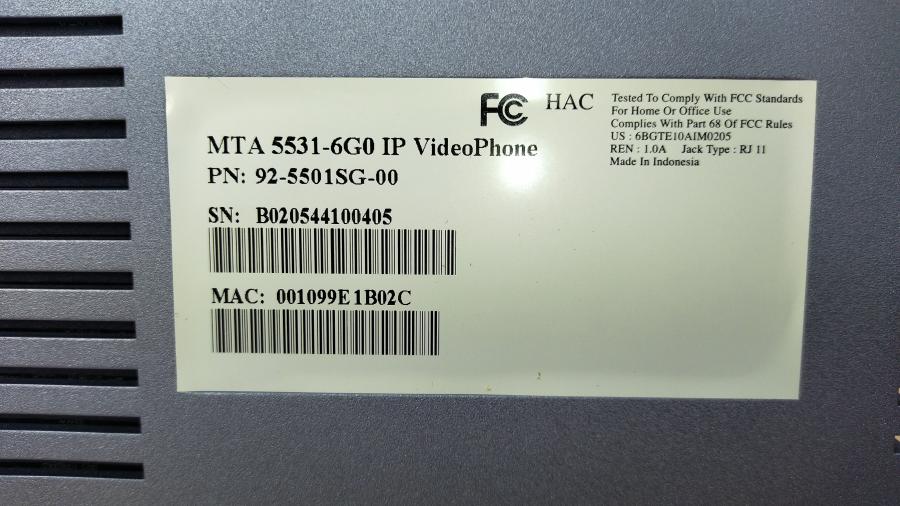 FCC HAC
Tested To Comply With FCC Standards
For Home Or Office Use
Complies With Part 68 Of FCC Rules
US : 6BGTE10AIM0205
REN : 1.0A Jack Type : RJ 11
Made In Indonesia
MTA 5531-6G0 IP VideoPhone
PN: 92-5501SG-00
SN: B020544100405
MAC: 001099E1B02C